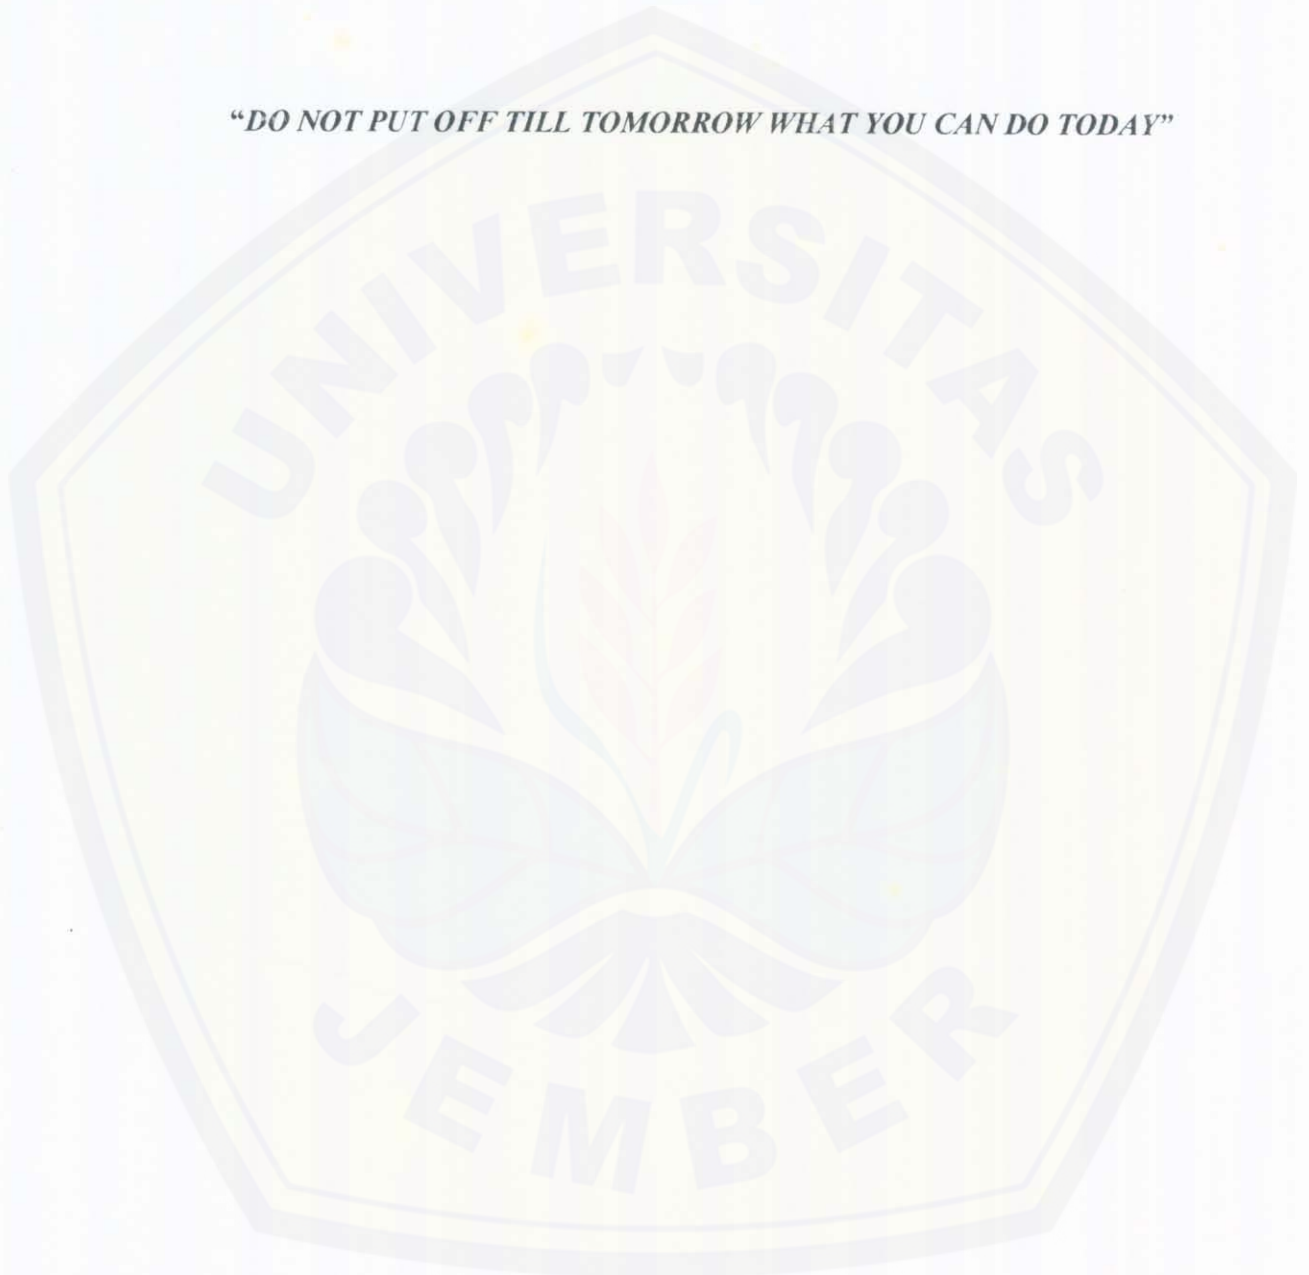 “DO NOT PUT OFF TILL TOMORROW WHAT YOU CAN DO TODAY”
UNIVERSITAS
JEMBER